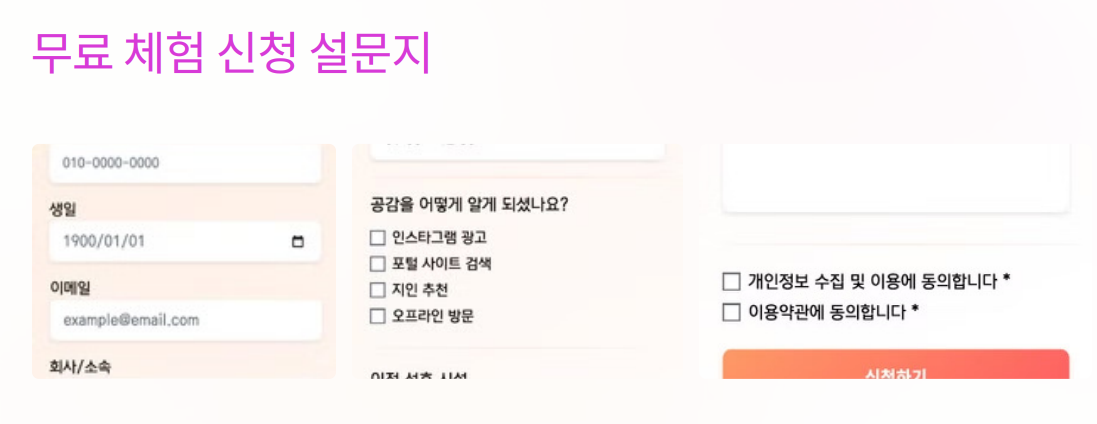 무료 체험 신청 설문지
010-0000-0000
생일
1900/01/01
이메일
example@email.com
회사/소속
공감을 어떻게 알게 되셨나요?
인스타그램 광고
포털 사이트 검색
지인 추천
오프라인 방문
개인정보 수집 및 이용에 동의합니다 *
이용약관에 동의합니다 *
신청하기